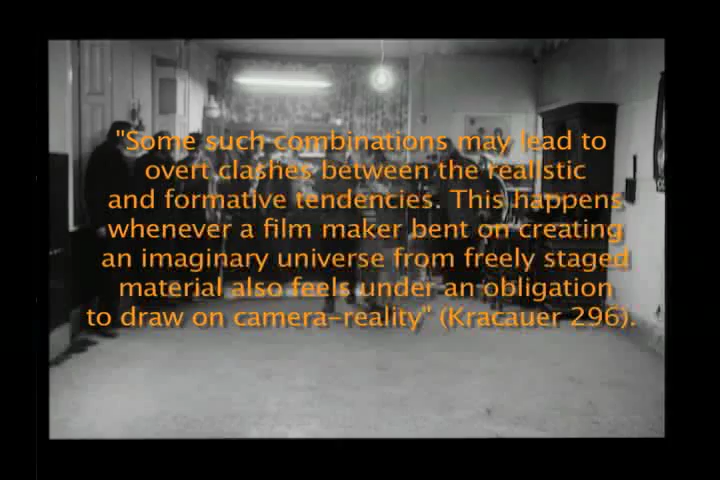 "Some such combinations may lead to
overt clashes between the realistic
and formative tendencies. This happens
whenever a film maker bent on creating
an imaginary universe from freely staged
material also feels under an obligation
to draw on camera-reality" (Kracauer 296).